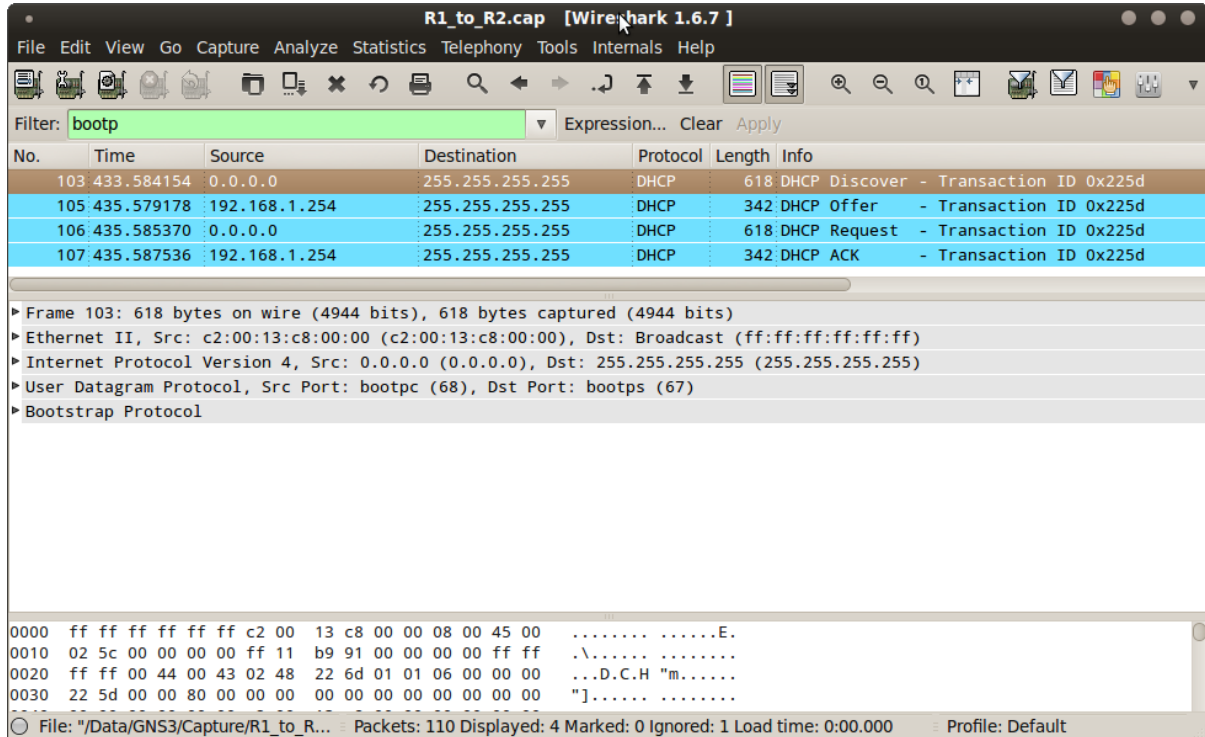 R1_to_R2.cap [Wireshark 1.6.7 ]
File Edit View Go Capture Analyze Statistics Telephony Tools Internals Help
Filter: bootp Expression... Clear Apply
No. Time Source Destination Protocol Length Info
103 433.584154 0.0.0.0 255.255.255.255 DHCP 618 DHCP Discover - Transaction ID 0x225d
105 435.579178 192.168.1.254 255.255.255.255 DHCP 342 DHCP Offer - Transaction ID 0x225d
106 435.585370 0.0.0.0 255.255.255.255 DHCP 618 DHCP Request - Transaction ID 0x225d
107 435.587536 192.168.1.254 255.255.255.255 DHCP 342 DHCP ACK - Transaction ID 0x225d
Frame 103: 618 bytes on wire (4944 bits), 618 bytes captured (4944 bits)
Ethernet II, Src: c2:00:13:c8:00:00 (c2:00:13:c8:00:00), Dst: Broadcast (ff:ff:ff:ff:ff:ff)
Internet Protocol Version 4, Src: 0.0.0.0 (0.0.0.0), Dst: 255.255.255.255 (255.255.255.255)
User Datagram Protocol, Src Port: bootpc (68), Dst Port: bootps (67)
Bootstrap Protocol
0000 ff ff ff ff ff ff c2 00 13 c8 00 00 08 00 45 00 ........ ......E.
0010 02 5c 00 00 00 00 ff 11 b9 91 00 00 00 00 ff ff .\...... ........
0020 ff ff 00 44 00 43 02 48 22 6d 01 01 06 00 00 00 ...D.C.H "m......
0030 22 5d 00 00 80 00 00 00 00 00 00 00 00 00 00 00 "]...... ........
File: "/Data/GNS3/Capture/R1_to_R... Packets: 110 Displayed: 4 Marked: 0 Ignored: 1 Load time: 0:00.000 Profile: Default